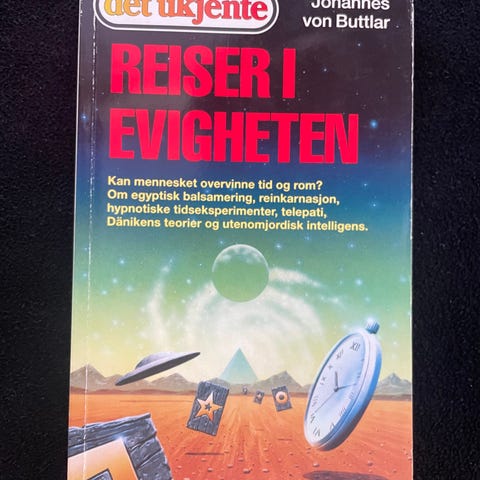 det ukjente
Johannes
von Buttlar
REISER I
EVIGHETEN
Kan mennesket overvinne tid og rom?
Om egyptisk balsamering, reinkarnasjon,
hypnotiske tidseksperimenter, telepati,
Dänikens teorier og utenomjordisk intelligens.
XII